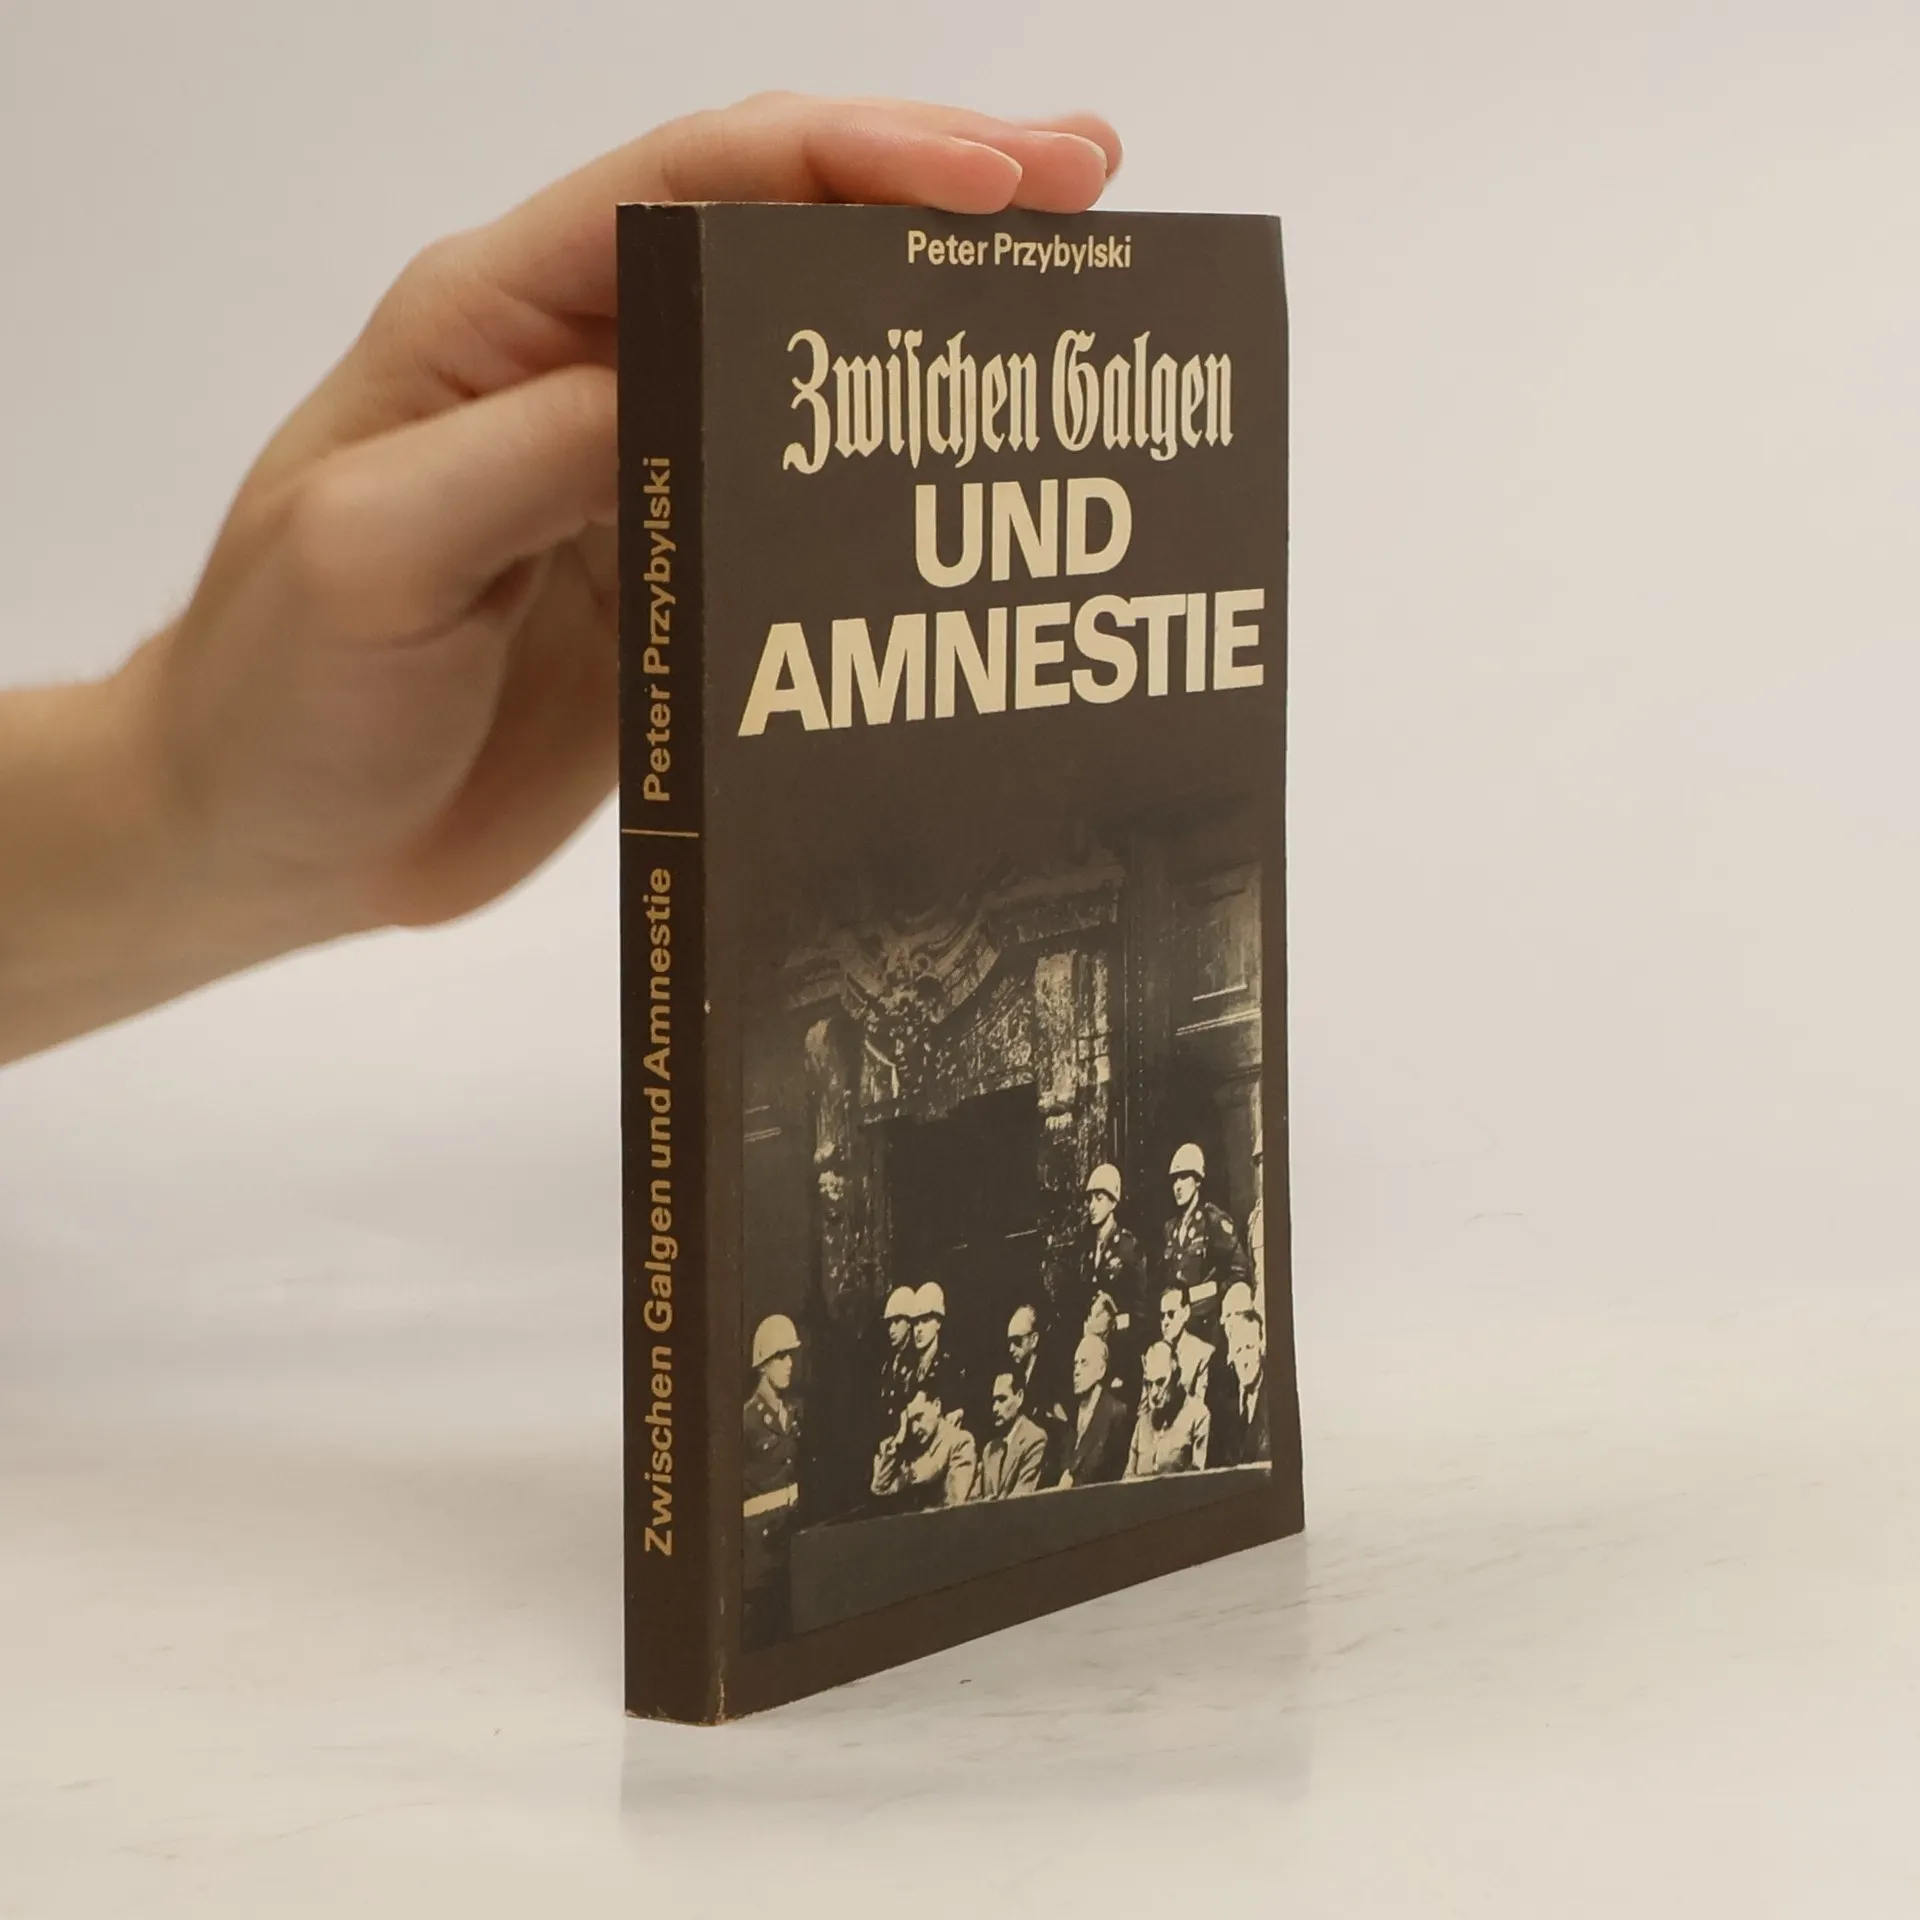 Peter Przybylski
Zwiſchen Galgen
UND
AMNESTIE
Zwischen Galgen und Amnestie | Peter Przybylski